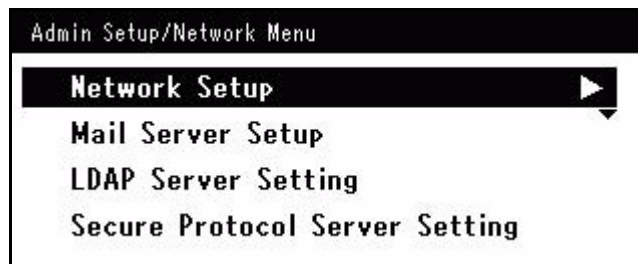 Admin Setup/Network Menu
Network Setup
Mail Server Setup
LDAP Server Setting
Secure Protocol Server Setting